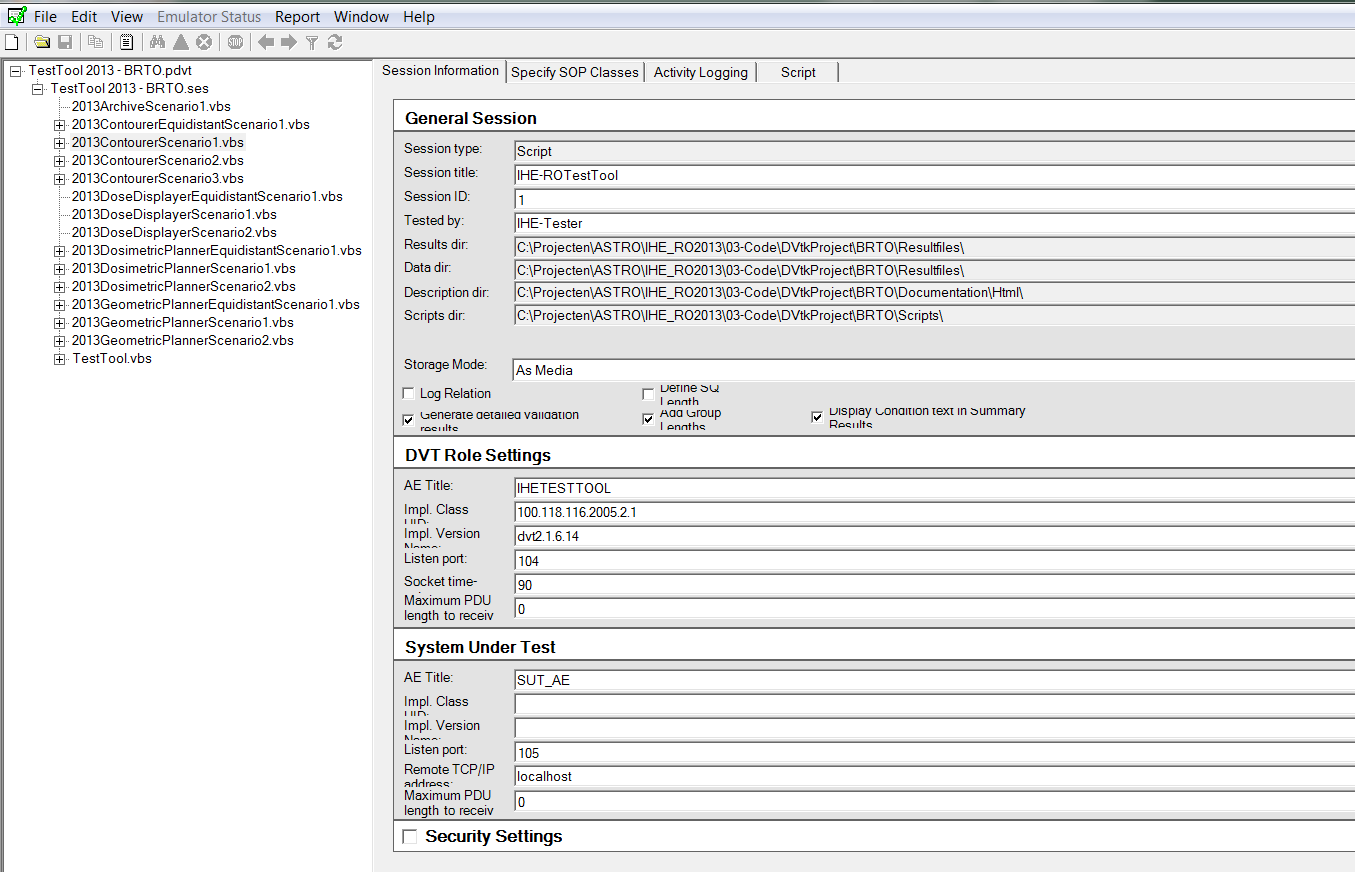 File Edit View Emulator Status Report Window Help
STOP
TestTool 2013 - BRTO.pdvt
TestTool 2013 - BRTO.ses
2013ArchiveScenario1.vbs
2013ContourerEquidistantScenario1.vbs
2013ContourerScenario1.vbs
2013ContourerScenario2.vbs
2013ContourerScenario3.vbs
2013DoseDisplayerEquidistantScenario1.vbs
2013DoseDisplayerScenario1.vbs
2013DoseDisplayerScenario2.vbs
2013DosimetricPlannerEquidistantScenario1.vbs
2013DosimetricPlannerScenario1.vbs
2013DosimetricPlannerScenario2.vbs
2013GeometricPlannerEquidistantScenario1.vbs
2013GeometricPlannerScenario1.vbs
2013GeometricPlannerScenario2.vbs
TestTool.vbs
Session Information Specify SOP Classes Activity Logging Script
General Session
Session type: Script
Session title: IHE-ROTestTool
Session ID: 1
Tested by: IHE-Tester
Results dir: C:\Projecten\ASTRO\IHE_RO2013\03-Code\DVtkProject\BRTO\Resultfiles\
Data dir: C:\Projecten\ASTRO\IHE_RO2013\03-Code\DVtkProject\BRTO\Resultfiles\
Description dir: C:\Projecten\ASTRO\IHE_RO2013\03-Code\DVtkProject\BRTO\Documentation\Html\
Scripts dir: C:\Projecten\ASTRO\IHE_RO2013\03-Code\DVtkProject\BRTO\Scripts\
Storage Mode: As Media
Log Relation
Define SQ
Length
Generate detailed validation
results
Add Group
Lengths
Display Condition text in Summary
Results
DVT Role Settings
AE Title: IHETESTTOOL
Impl. Class
UID: 100.118.116.2005.2.1
Impl. Version
Name: dvt2.1.6.14
Listen port: 104
Socket time- 90
Maximum PDU
length to receiv 0
System Under Test
AE Title: SUT_AE
Impl. Class
UID:
Impl. Version
Name:
Listen port: 105
Remote TCP/IP
address: localhost
Maximum PDU
length to receiv 0
Security Settings